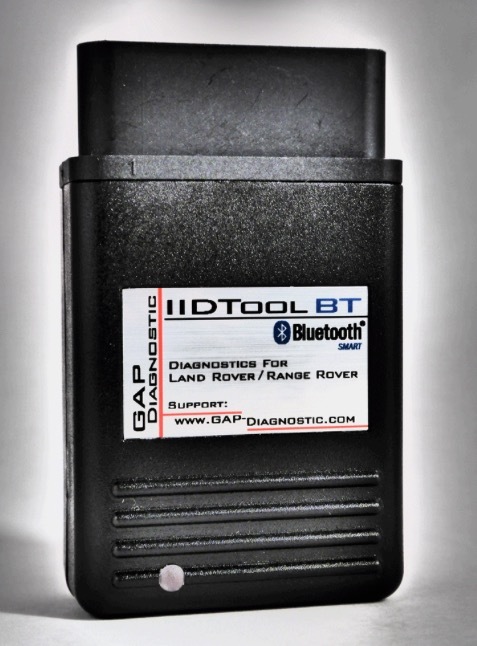 GAP
DIAGNOSTIC
IIDTOOL BT
Bluetooth®
SMART
DIAGNOSTICS FOR
LAND ROVER / RANGE ROVER
SUPPORT:
WWW.GAP-DIAGNOSTIC.COM